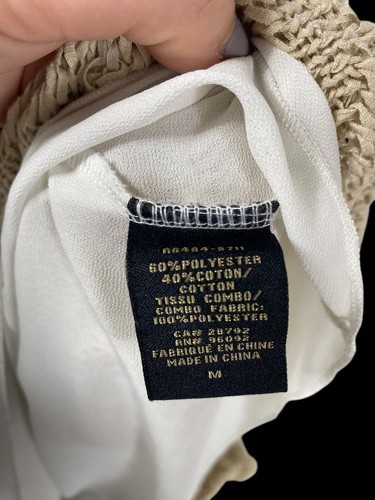 60%POLYESTER
40%COTON/
COTTON
TISSU COMBO/
COMBO FABRIC:
100%POLYESTER
CA# 28792
RN# 96092
FABRIQUÉ EN CHINE
MADE IN CHINA
M